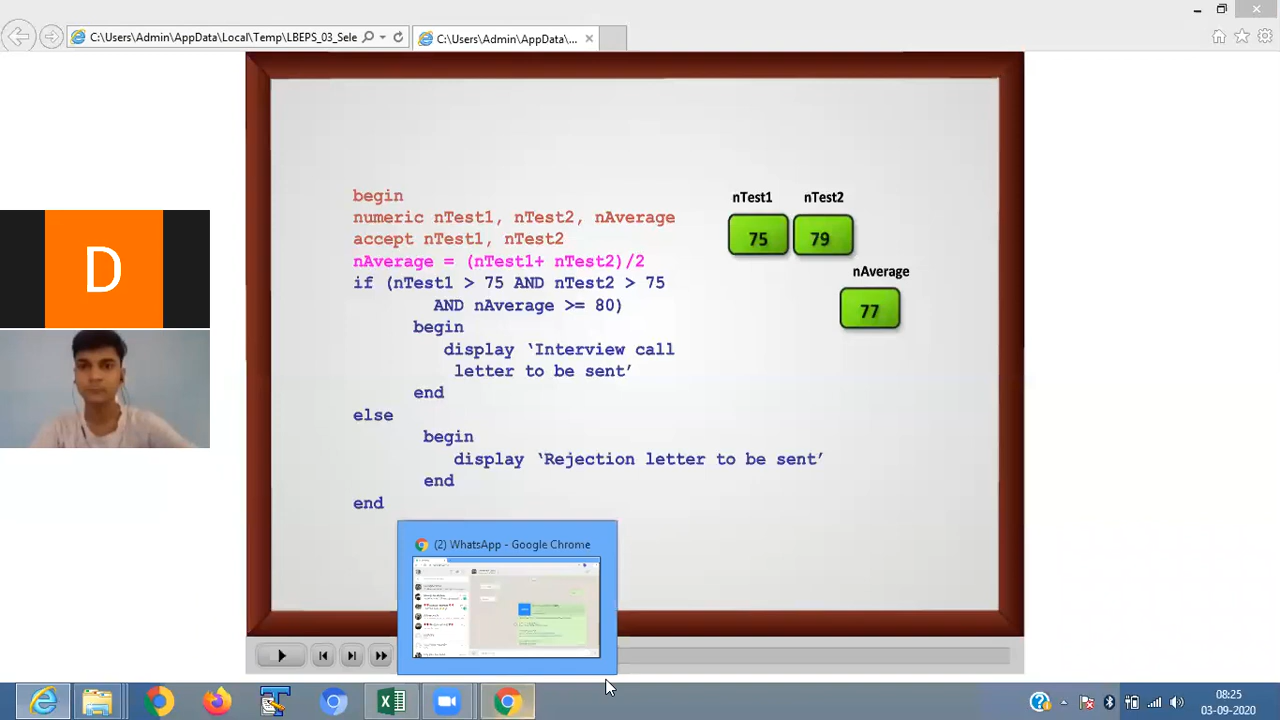 C:\Users\Admin\AppData\Local\Temp\LBEPS_03_Sele
C:\Users\Admin\AppData\...
begin
numeric nTest1, nTest2, nAverage
accept nTest1, nTest2
nAverage = (nTest1+ nTest2)/2
if (nTest1 > 75 AND nTest2 > 75
AND nAverage >= 80)
begin
display ‘Interview call
letter to be sent’
end
else
begin
display ‘Rejection letter to be sent’
end
end
nTest1 nTest2
75 79
nAverage
77
D
(2) WhatsApp - Google Chrome
08:25
03-09-2020